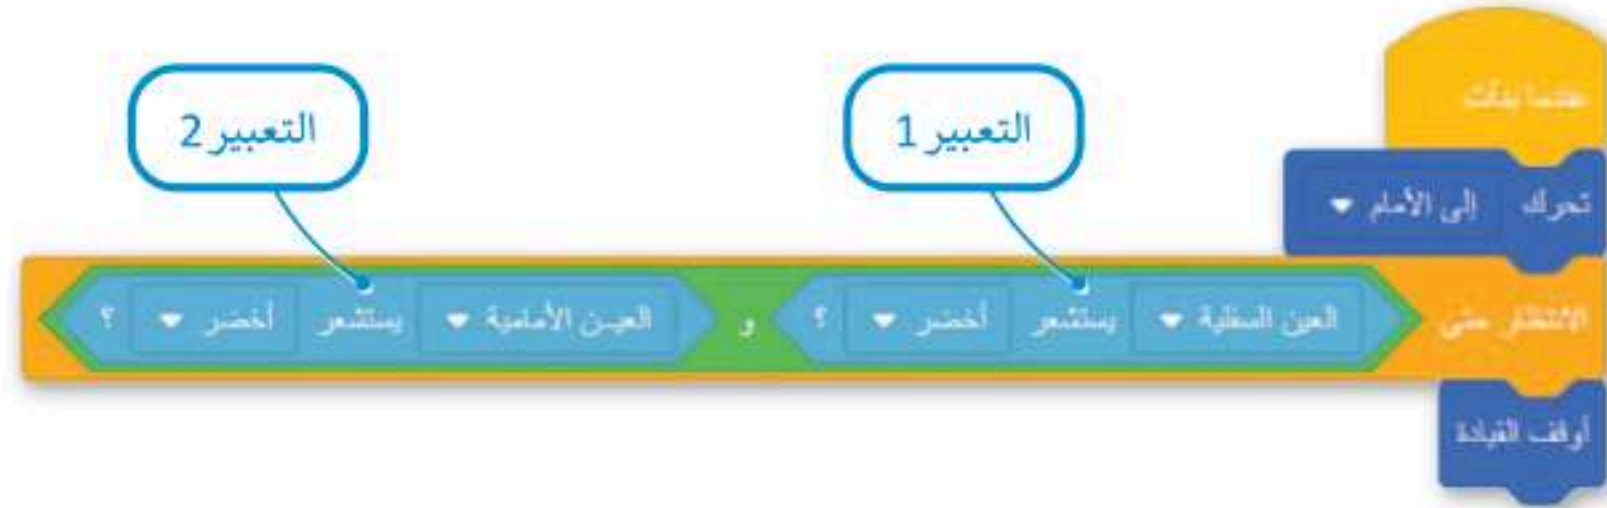 عندما بدأت
التعبير 1
التعبير 2
تحرك إلى الأمام
الانتظار حتى العين السفلية يستشعر أخضر ؟ و العين الأمامية يستشعر أخضر ؟
أوقف القيادة